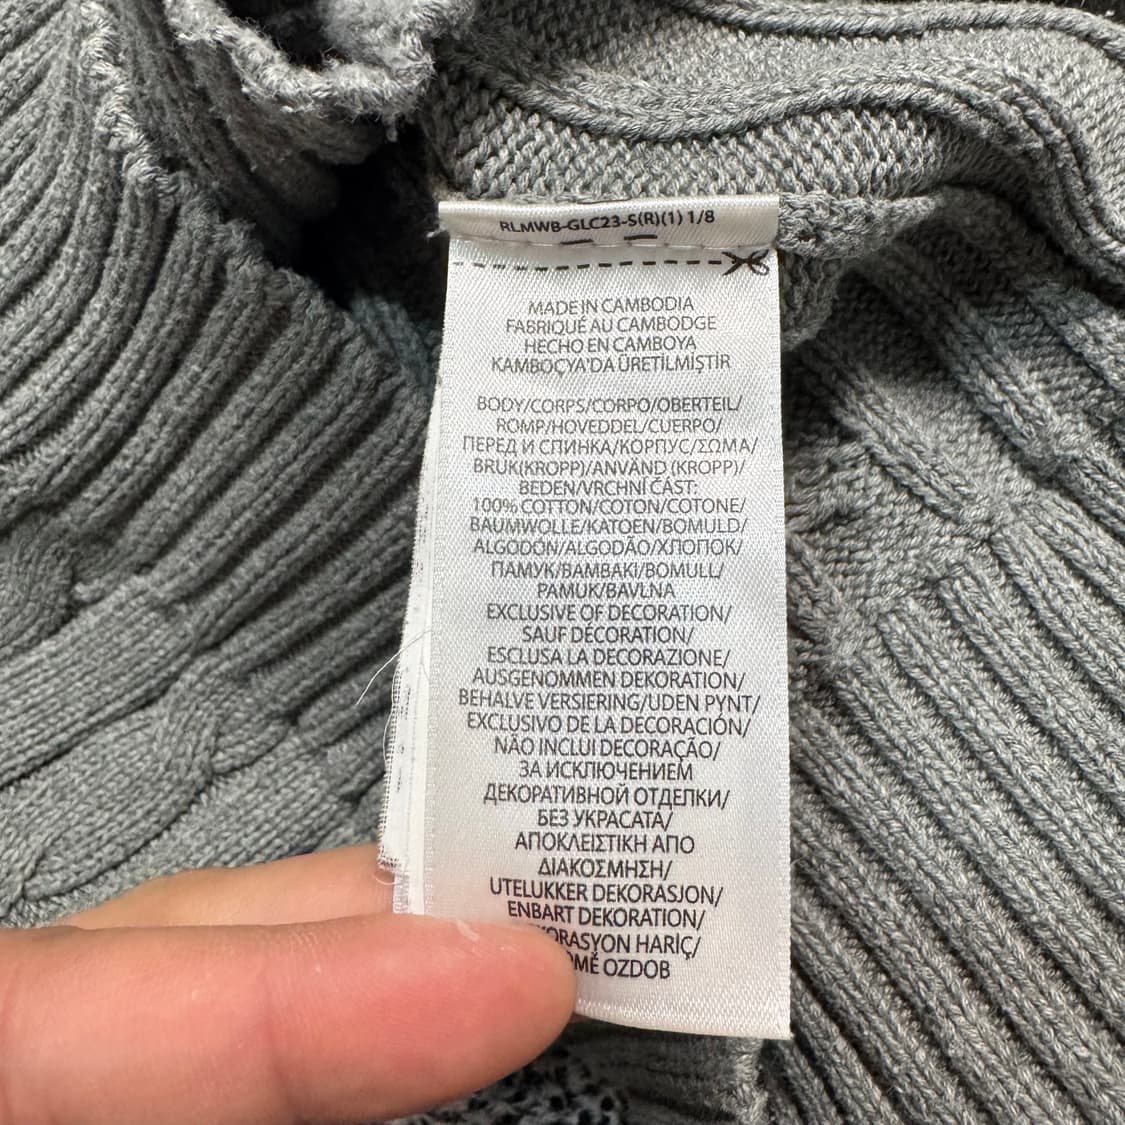 RLMWB-GLC23-S(R)(1) 1/8
MADE IN CAMBODIA
FABRIQUÉ AU CAMBODGE
HECHO EN CAMBOYA
KAMBOÇYA'DA ÜRETİLMİŞTİR
BODY/CORPS/CORPO/OBERTEIL/
ROMP/HOVEDDEL/CUERPO/
ПЕРЕД И СПИНКА/КОРПУС/ΣΩΜΑ/
BRUK(KROPP)/ANVÄND (KROPP)/
BEDEN/VRCHNÍ ČÁST:
100% COTTON/COTON/COTONE/
BAUMWOLLE/KATOEN/BOMULD/
ALGODÓN/ALGODÃO/ХЛОПОК/
ПАМУК/ΒΑΜΒΑΚΙ/BOMULL/
PAMUK/BAVLNA
EXCLUSIVE OF DECORATION/
SAUF DÉCORATION/
ESCLUSA LA DECORAZIONE/
AUSGENOMMEN DEKORATION/
BEHALVE VERSIERING/UDEN PYNT/
EXCLUSIVO DE LA DECORACIÓN/
NÃO INCLUI DECORAÇÃO/
ЗА ИСКЛЮЧЕНИЕМ
ДЕКОРАТИВНОЙ ОТДЕЛКИ/
БЕЗ УКРАСАТА/
ΑΠΟΚΛΕΙΣΤΙΚΗ ΑΠΟ
ΔΙΑΚΟΣΜΗΣΗ/
UTELUKKER DEKORASJON/
ENBART DEKORATION/
HARİÇ/
OZDOB